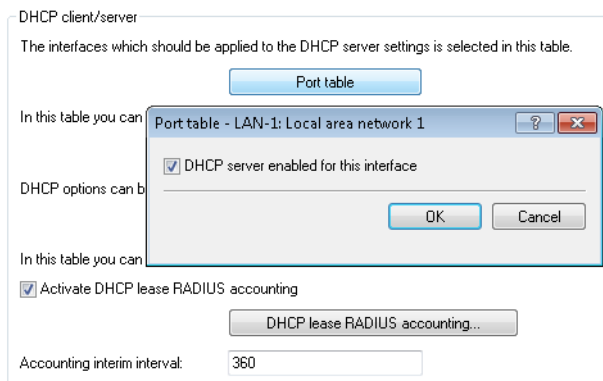 DHCP client/server
The interfaces which should be applied to the DHCP server settings is selected in this table.
Port table
In this table you can
Port table - LAN-1: Local area network 1
DHCP server enabled for this interface
DHCP options can b
OK Cancel
In this table you can
Activate DHCP lease RADIUS accounting
DHCP lease RADIUS accounting...
Accounting interim interval: 360